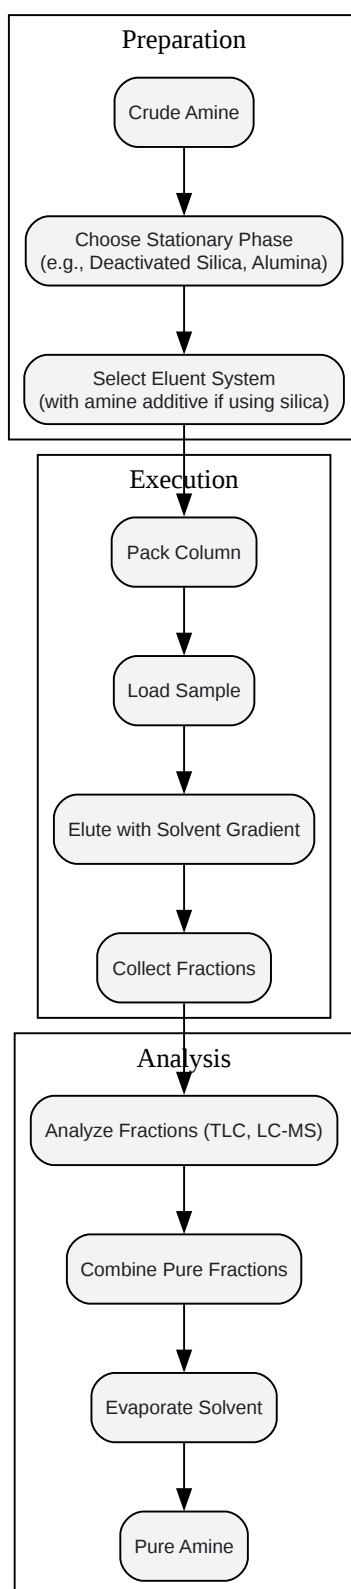 Preparation
Crude Amine
Choose Stationary Phase
(e.g., Deactivated Silica, Alumina)
Select Eluent System
(with amine additive if using silica)
Execution
Pack Column
Load Sample
Elute with Solvent Gradient
Collect Fractions
Analysis
Analyze Fractions (TLC, LC-MS)
Combine Pure Fractions
Evaporate Solvent
Pure Amine